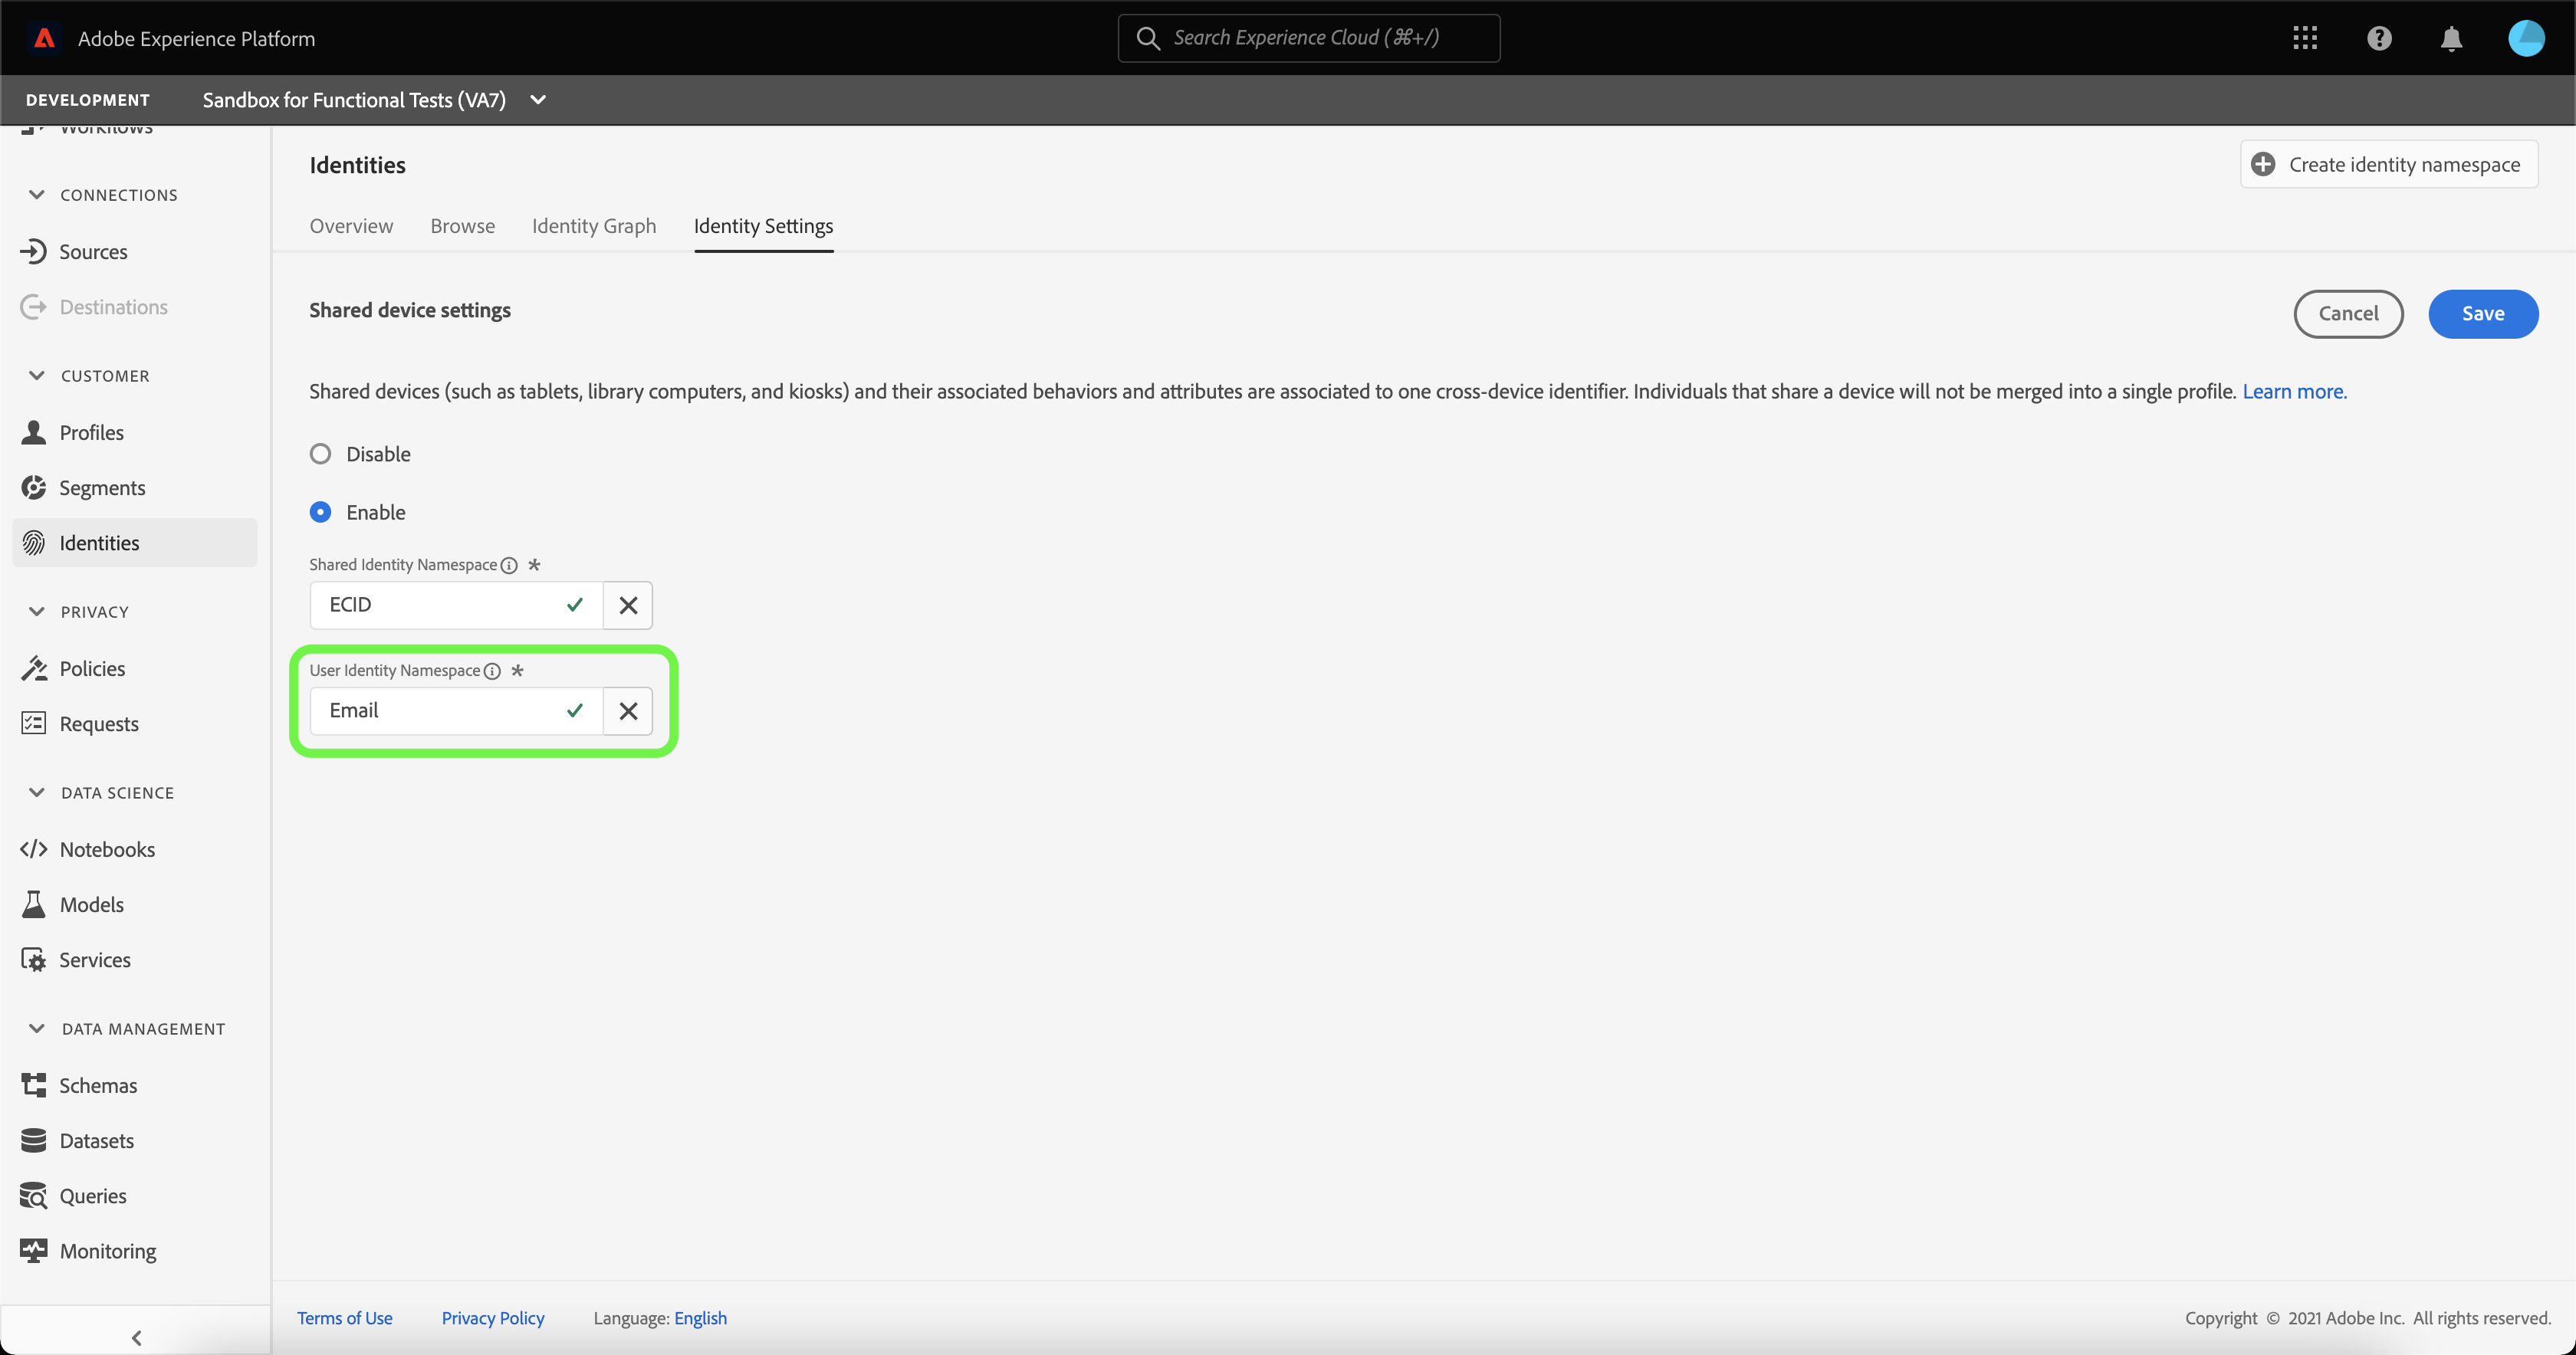 Adobe Experience Platform
Search Experience Cloud (⌘+/)
DEVELOPMENT
Sandbox for Functional Tests (VA7)
Workflows
CONNECTIONS
Sources
Destinations
CUSTOMER
Profiles
Segments
Identities
PRIVACY
Policies
Requests
DATA SCIENCE
Notebooks
Models
Services
DATA MANAGEMENT
Schemas
Datasets
Queries
Monitoring
Identities
Create identity namespace
Overview Browse Identity Graph Identity Settings
Shared device settings
Cancel Save
Shared devices (such as tablets, library computers, and kiosks) and their associated behaviors and attributes are associated to one cross-device identifier. Individuals that share a device will not be merged into a single profile. Learn more.
Disable
Enable
Shared Identity Namespace *
ECID
User Identity Namespace *
Email
Terms of Use Privacy Policy Language: English
Copyright © 2021 Adobe Inc. All rights reserved.